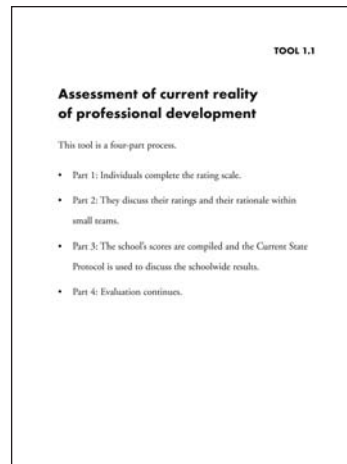 TOOL 1.1
Assessment of current reality
of professional development
This tool is a four-part process.
• Part 1: Individuals complete the rating scale.
• Part 2: They discuss their ratings and their rationale within
small teams.
• Part 3: The school's scores are compiled and the Current State
Protocol is used to discuss the schoolwide results.
• Part 4: Evaluation continues.